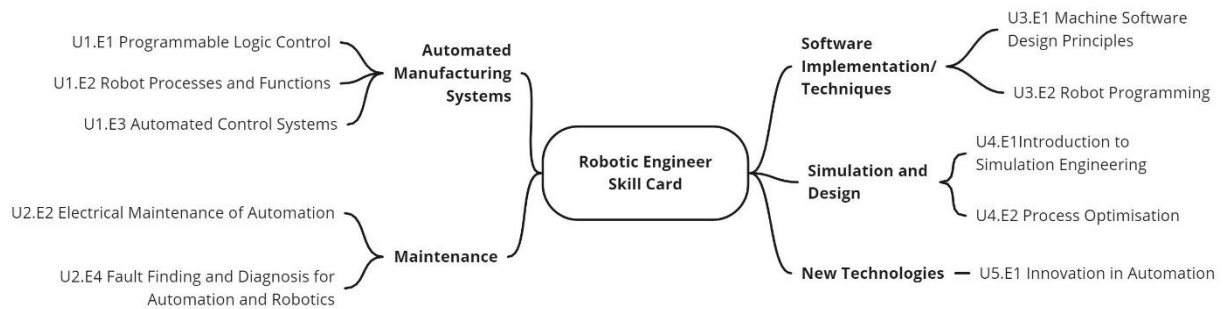 U1.E1 Programmable Logic Control
U1.E2 Robot Processes and Functions
U1.E3 Automated Control Systems
Automated
Manufacturing
Systems
U2.E2 Electrical Maintenance of Automation
U2.E4 Fault Finding and Diagnosis for
Automation and Robotics
Maintenance
Robotic Engineer
Skill Card
Software
Implementation/
Techniques
U3.E1 Machine Software
Design Principles
U3.E2 Robot Programming
Simulation and
Design
U4.E1Introduction to
Simulation Engineering
U4.E2 Process Optimisation
New Technologies
U5.E1 Innovation in Automation